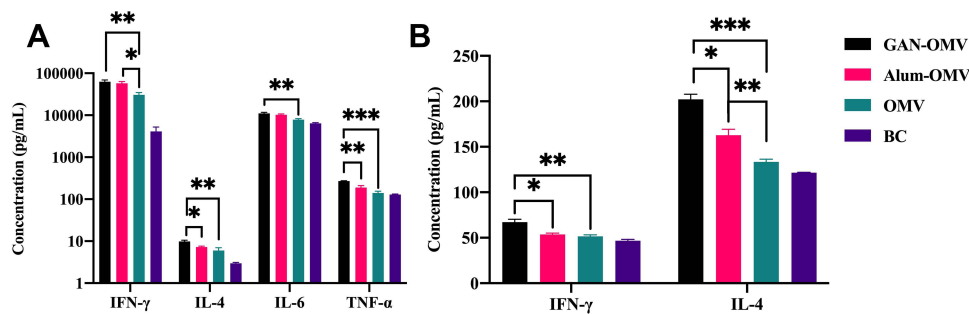 A
Concentration (pg/mL)
100000
10000
1000
100
10
1
** * * ** ** ** ***
IFN-γ IL-4 IL-6 TNF-α
B
Concentration (pg/mL)
250
200
150
100
50
0
* ** * ** ***
IFN-γ IL-4
GAN-OMV
Alum-OMV
OMV
BC